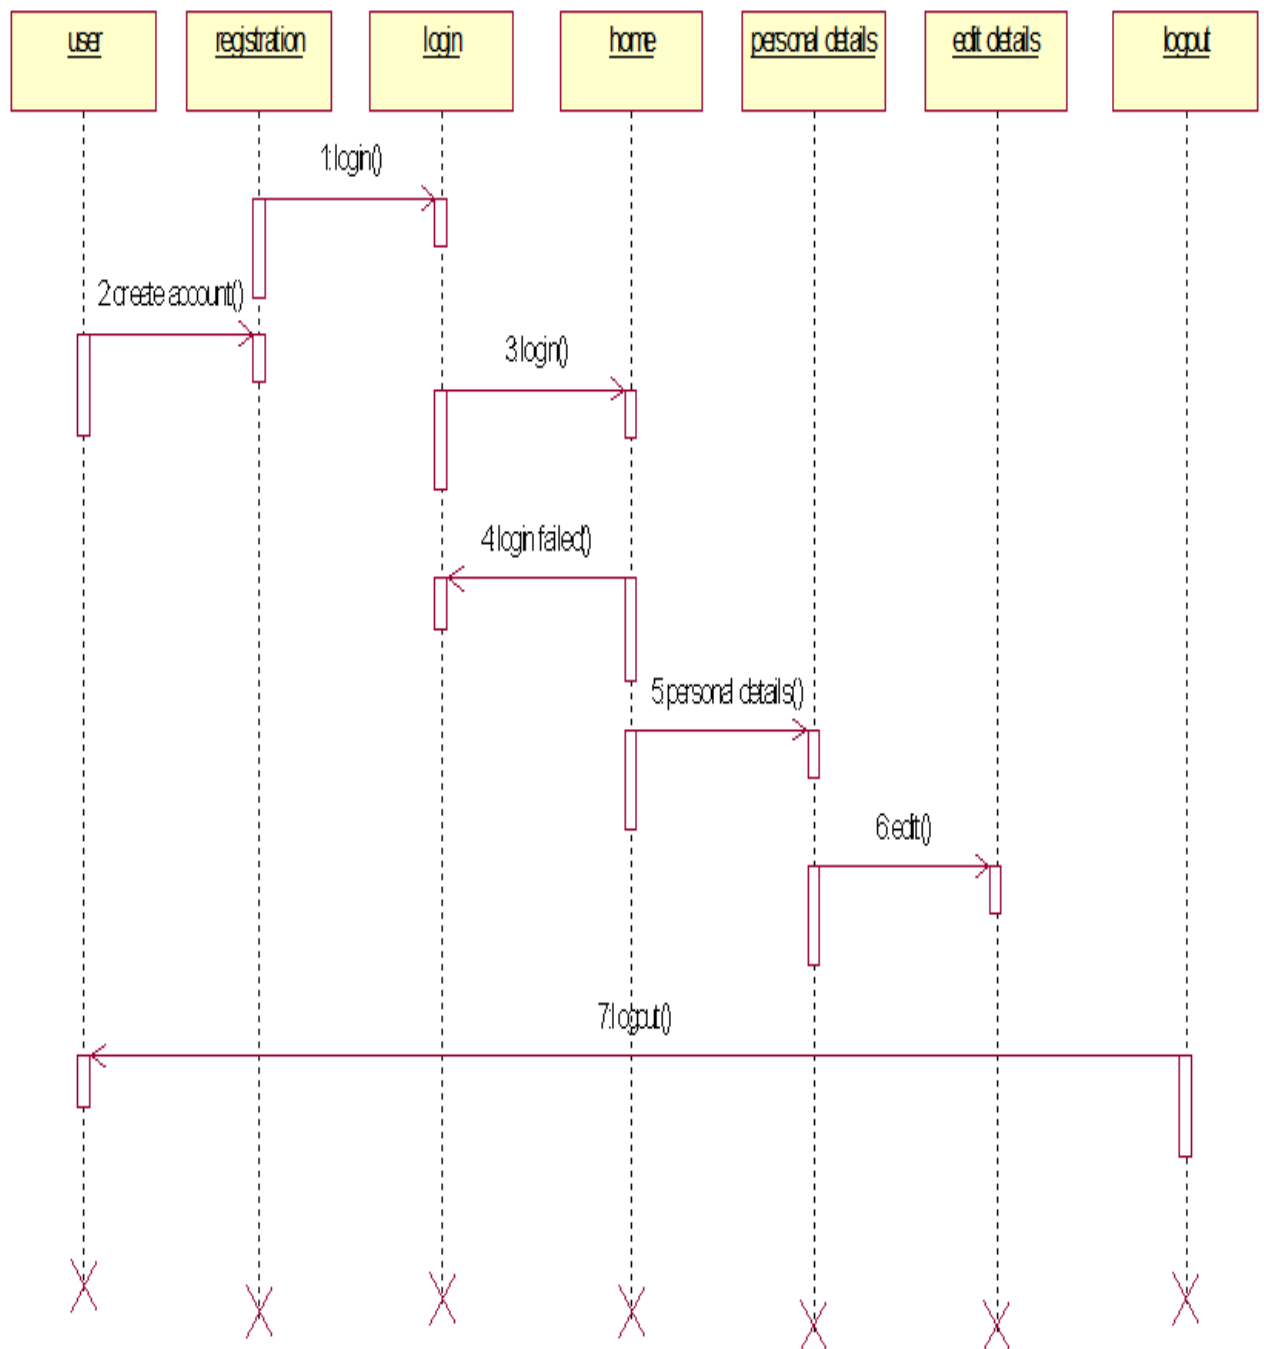 user
registration
login
home
personal details
edit details
logout
1:login()
2:create account()
3:login()
4:login failed()
5:personal details()
6:edit()
7:logout()